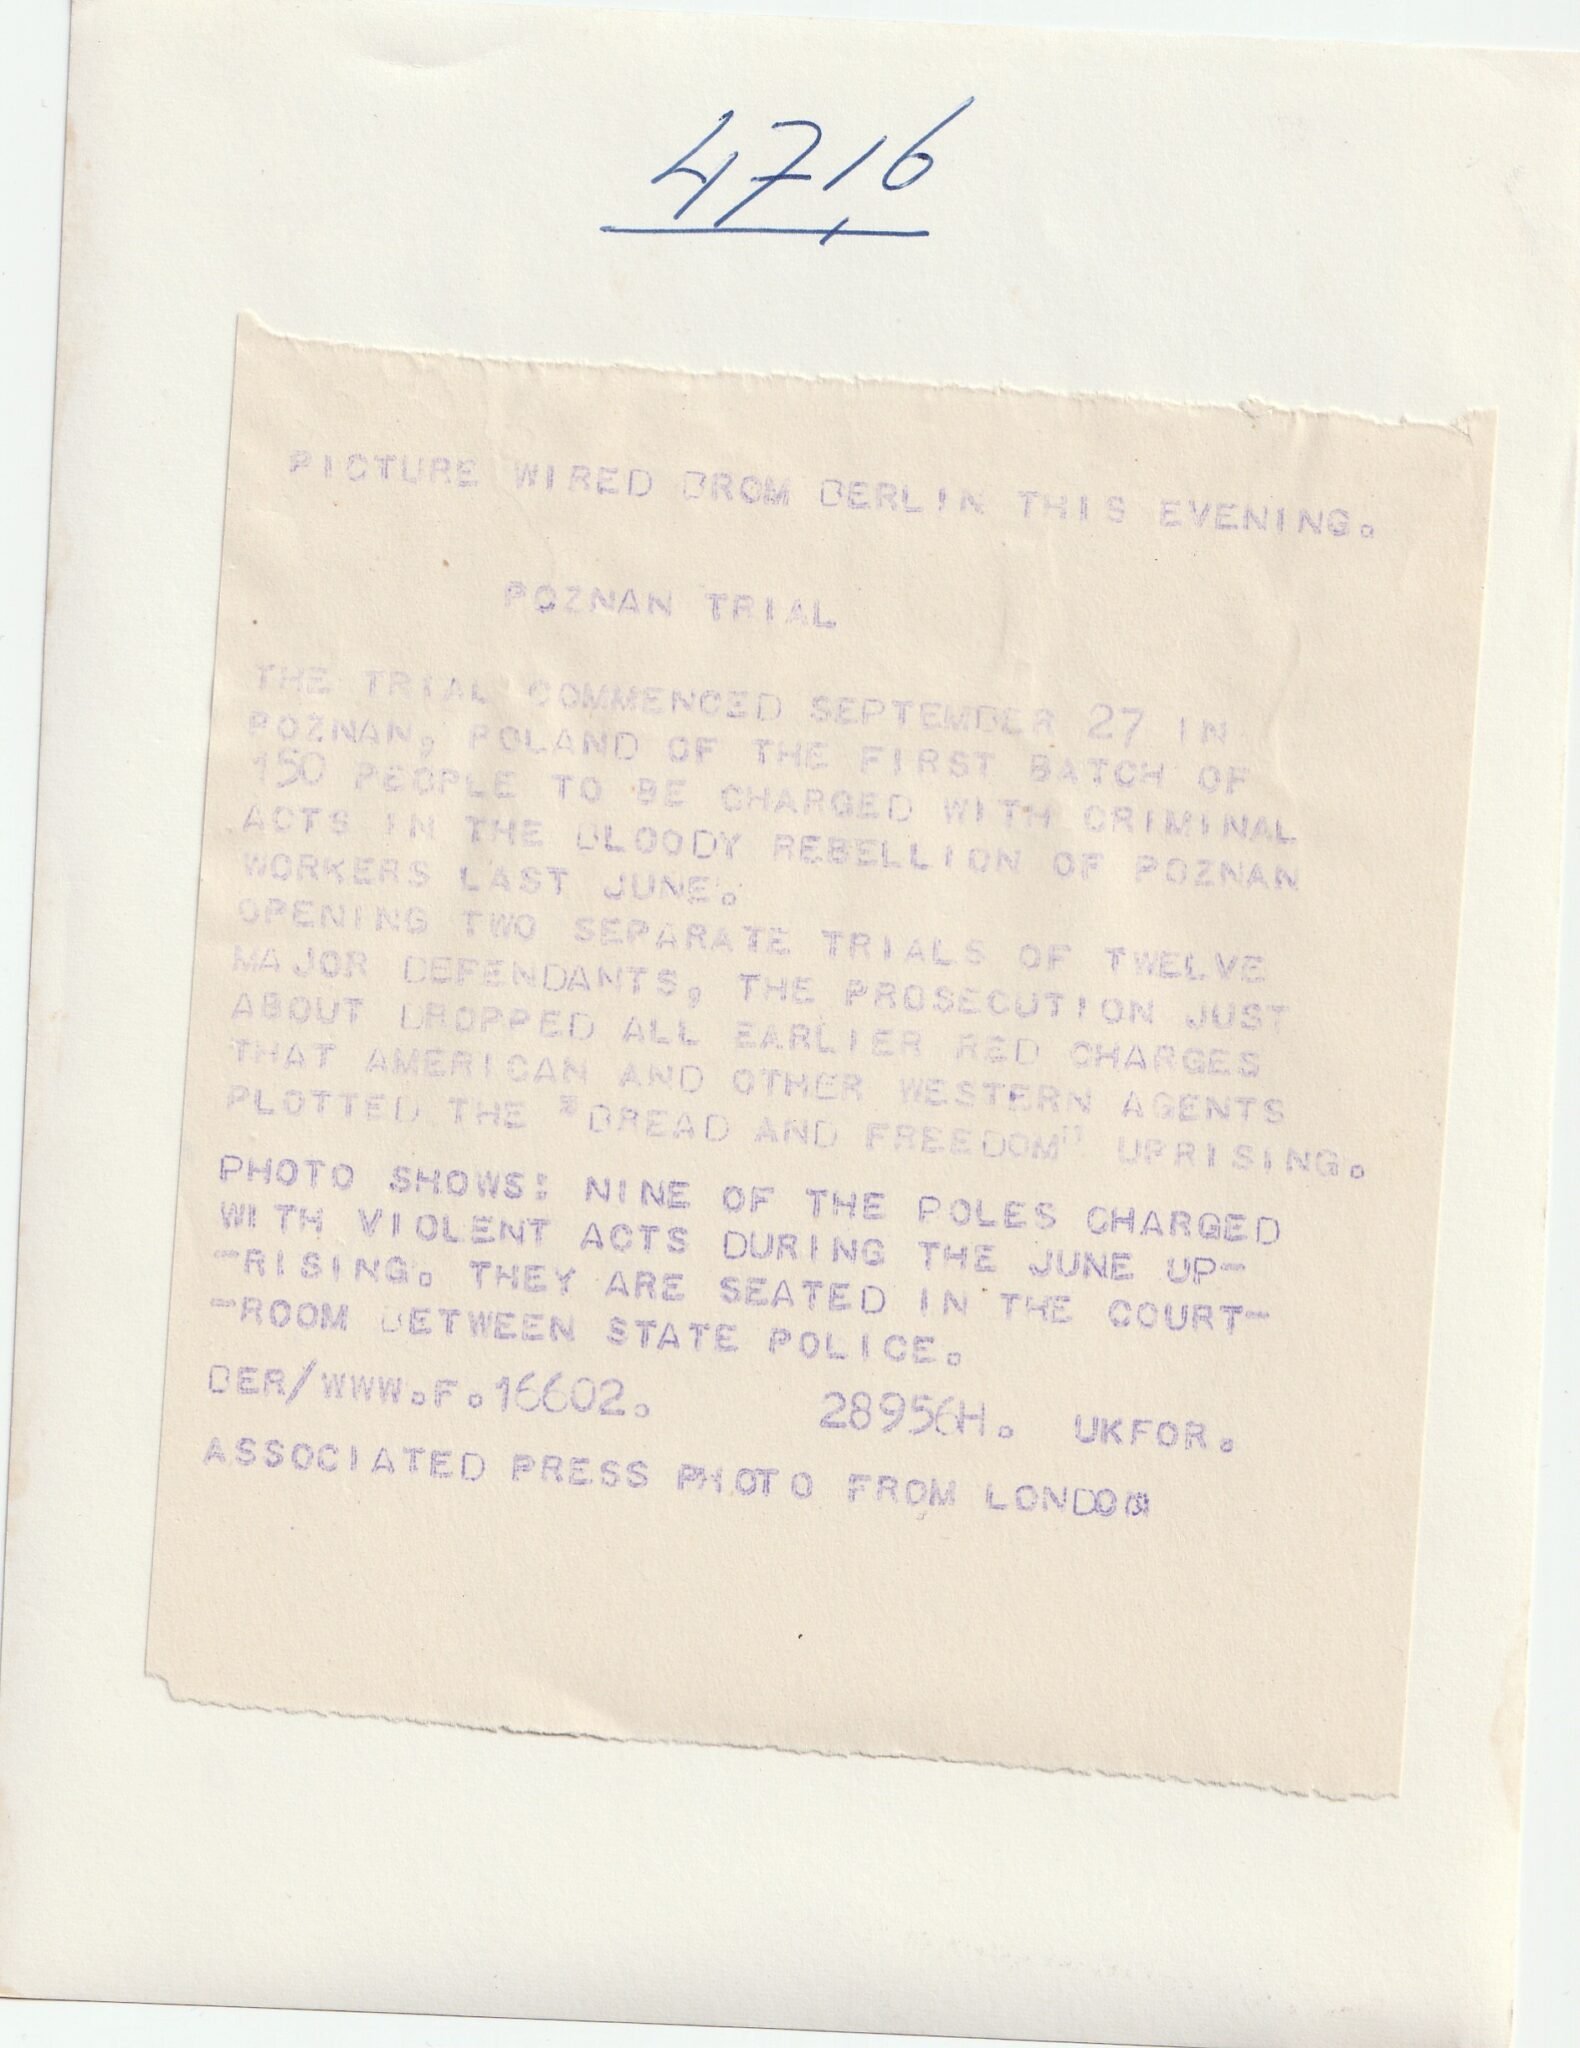 47,6
PICTURE WIRED BROM BERLIN THIS EVENING.
POZNAN TRIAL
THE TRIAL COMMENCED SEPTEMBER 27 IN
POZNAN, POLAND OF THE FIRST BATCH OF
150 PEOPLE TO BE CHARGED WITH CRIMINAL
ACTS IN THE BLOODY REBELLION OF POZNAN
WORKERS LAST JUNE.
OPENING TWO SEPARATE TRIALS OF TWELVE
MAJOR DEFENDANTS, THE PROSECUTION JUST
ABOUT DROPPED ALL EARLIER RED CHARGES
THAT AMERICAN AND OTHER WESTERN AGENTS
PLOTTED THE "BREAD AND FREEDOM" UPRISING.
PHOTO SHOWS: NINE OF THE POLES CHARGED
WITH VIOLENT ACTS DURING THE JUNE UP-
-RISING. THEY ARE SEATED IN THE COURT-
-ROOM BETWEEN STATE POLICE.
BER/WWW.F.16602. 28956H. UKFOR.
ASSOCIATED PRESS PHOTO FROM LONDON